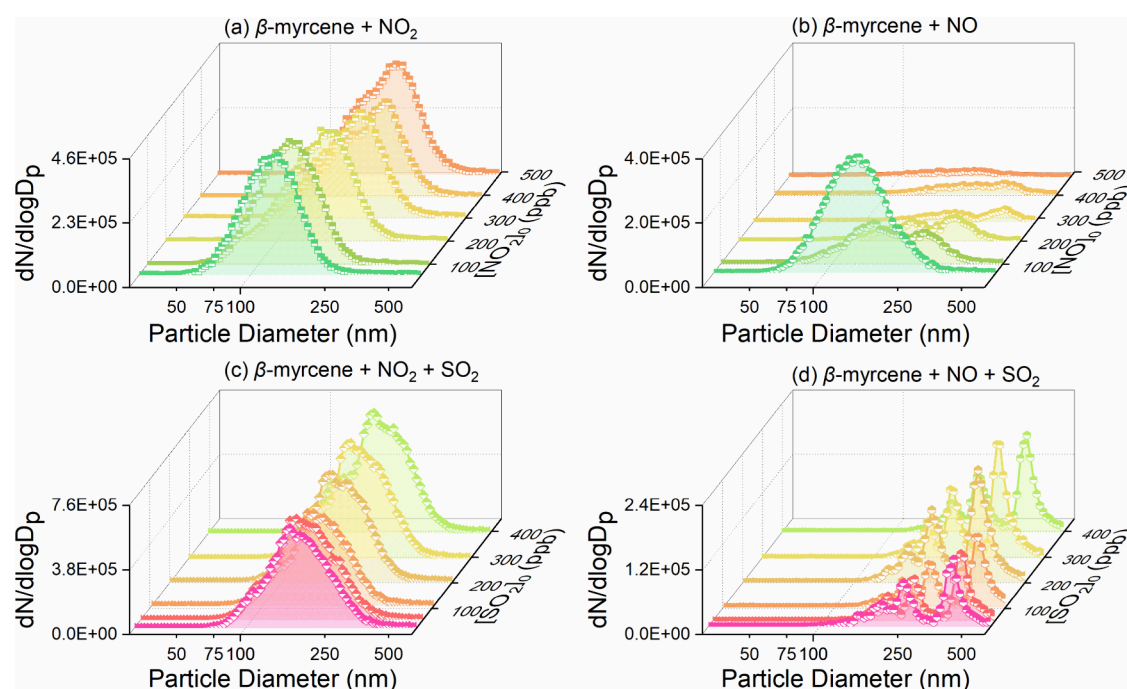 (a) β-myrcene + NO₂
(b) β-myrcene + NO
4.6E+05
2.3E+05
0.0E+00
dN/dlogDp
50 75 100 250 500
Particle Diameter (nm)
100 200 300 400 500
[NO₂]₀ (ppb)
4.0E+05
2.0E+05
0.0E+00
dN/dlogDp
50 75 100 250 500
Particle Diameter (nm)
100 200 300 400 500
[NO]₀ (ppb)
(c) β-myrcene + NO₂ + SO₂
(d) β-myrcene + NO + SO₂
7.6E+05
3.8E+05
0.0E+00
dN/dlogDp
50 75 100 250 500
Particle Diameter (nm)
100 200 300 400
[SO₂]₀ (ppb)
2.4E+05
1.2E+05
0.0E+00
dN/dlogDp
50 75 100 250 500
Particle Diameter (nm)
100 200 300 400
[SO₂]₀ (ppb)